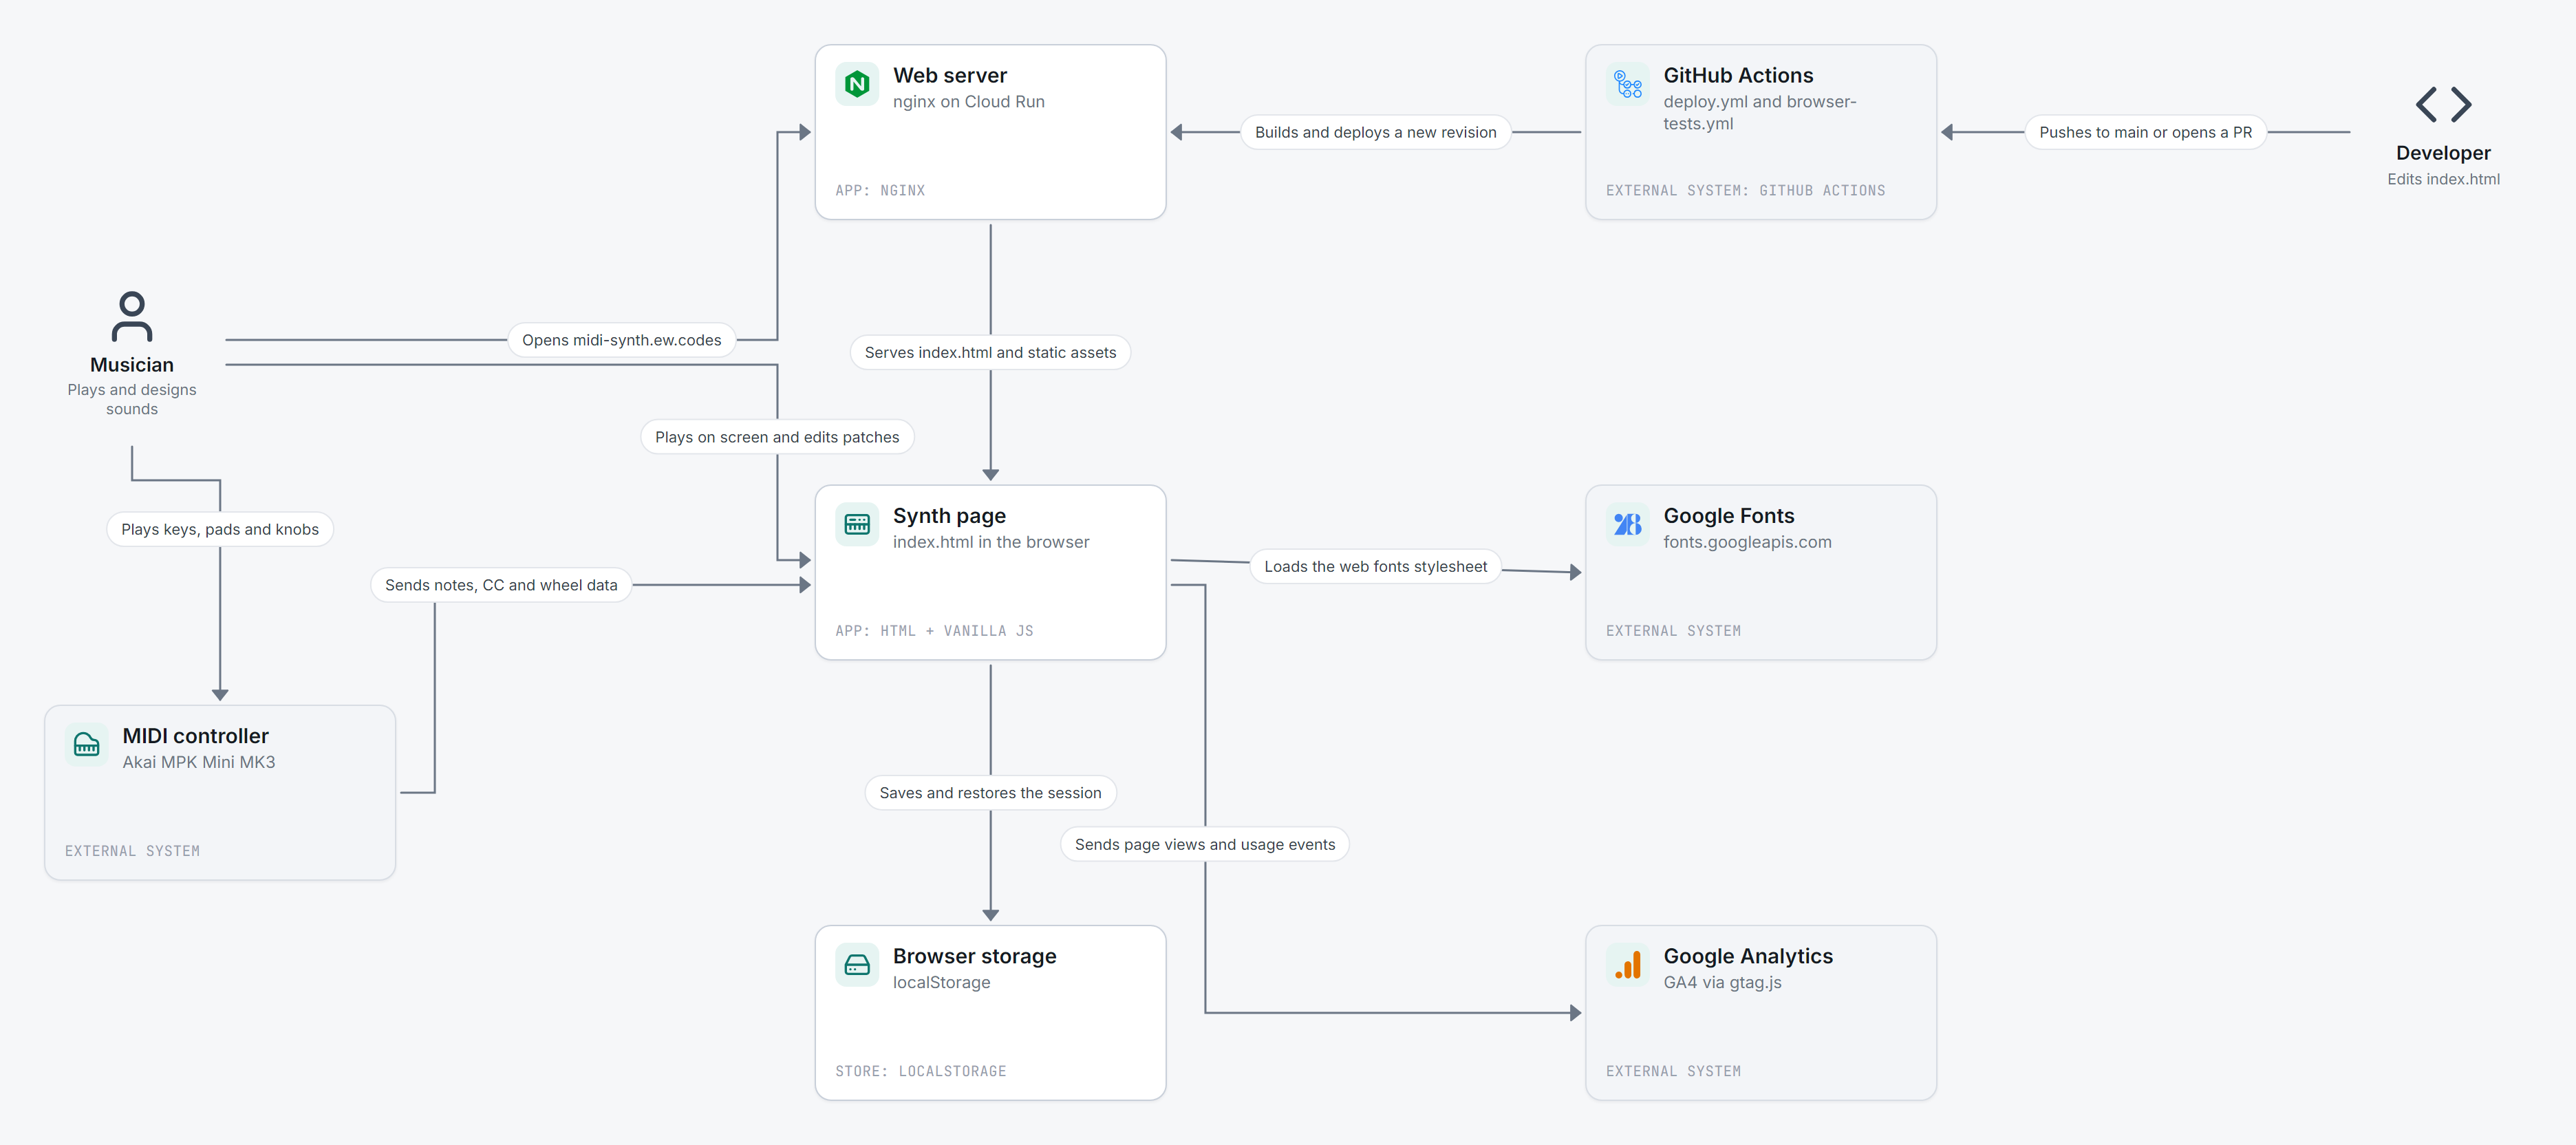 Web server
nginx on Cloud Run
APP: NGINX
Builds and deploys a new revision
GitHub Actions
deploy.yml and browser-
tests.yml
EXTERNAL SYSTEM: GITHUB ACTIONS
Pushes to main or opens a PR
Developer
Edits index.html
Musician
Plays and designs
sounds
Opens midi-synth.ew.codes
Serves index.html and static assets
Plays on screen and edits patches
Plays keys, pads and knobs
Sends notes, CC and wheel data
Synth page
index.html in the browser
APP: HTML + VANILLA JS
Loads the web fonts stylesheet
Google Fonts
fonts.googleapis.com
EXTERNAL SYSTEM
MIDI controller
Akai MPK Mini MK3
EXTERNAL SYSTEM
Saves and restores the session
Sends page views and usage events
Browser storage
localStorage
STORE: LOCALSTORAGE
Google Analytics
GA4 via gtag.js
EXTERNAL SYSTEM